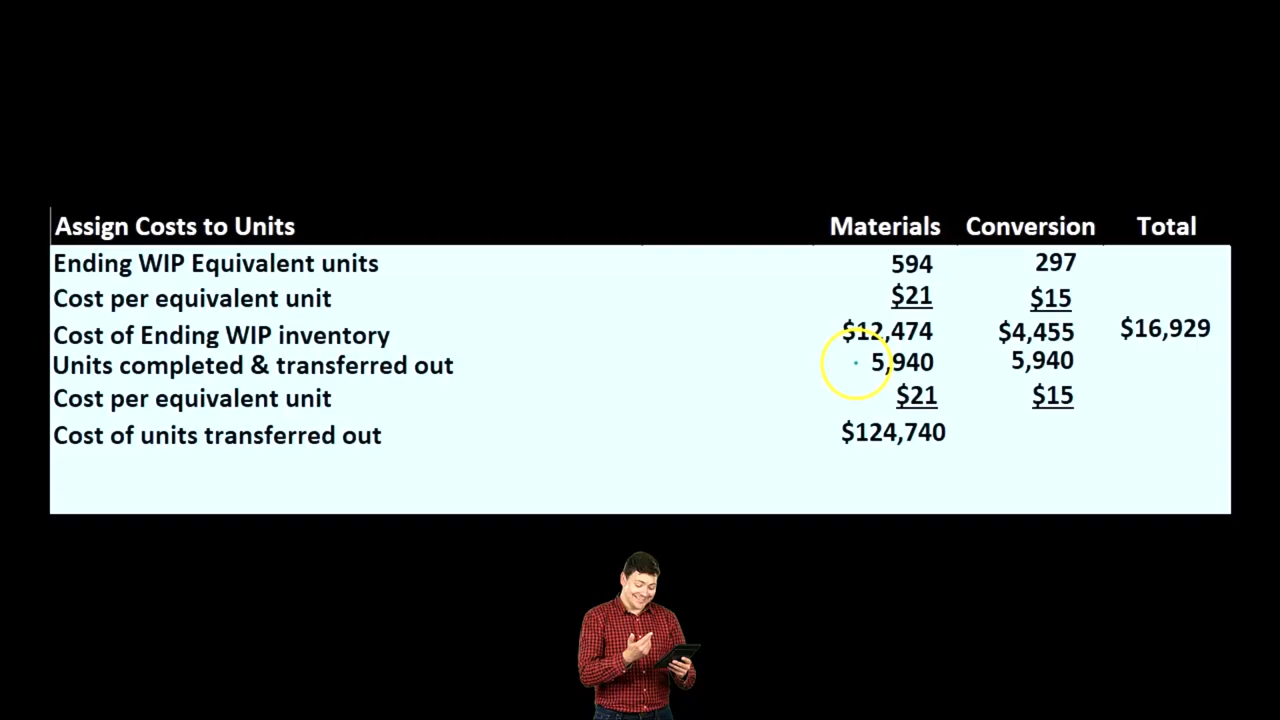 Assign Costs to Units Materials Conversion Total
Ending WIP Equivalent units 594 297
Cost per equivalent unit $21 $15
Cost of Ending WIP inventory $12,474 $4,455 $16,929
Units completed & transferred out 5,940 5,940
Cost per equivalent unit $21 $15
Cost of units transferred out $124,740